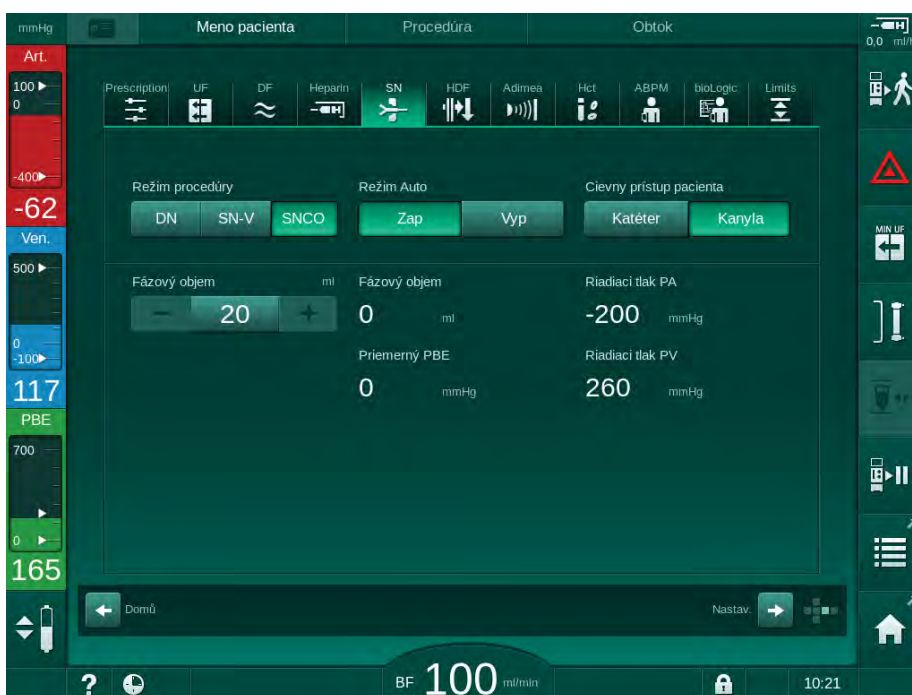 mmHg Meno pacienta Procedúra Obtok
0,0 ml/h
Art.
100
0
-400
-62
Ven.
500
0
-100
117
PBE
700
0
165
Prescription UF DF Heparin SN HDF Adimea Hct ABPM bioLogic Limits
Režim procedúry Režim Auto Cievny prístup pacienta
DN SN-V SNCO Zap Vyp Katéter Kanyla
Fázový objem ml Fázový objem Riadiaci tlak PA
20 0 ml -200 mmHg
Priemerný PBE Riadiaci tlak PV
0 mmHg 260 mmHg
MIN UF
Domů Nastav.
? BF 100 ml/min 10:21